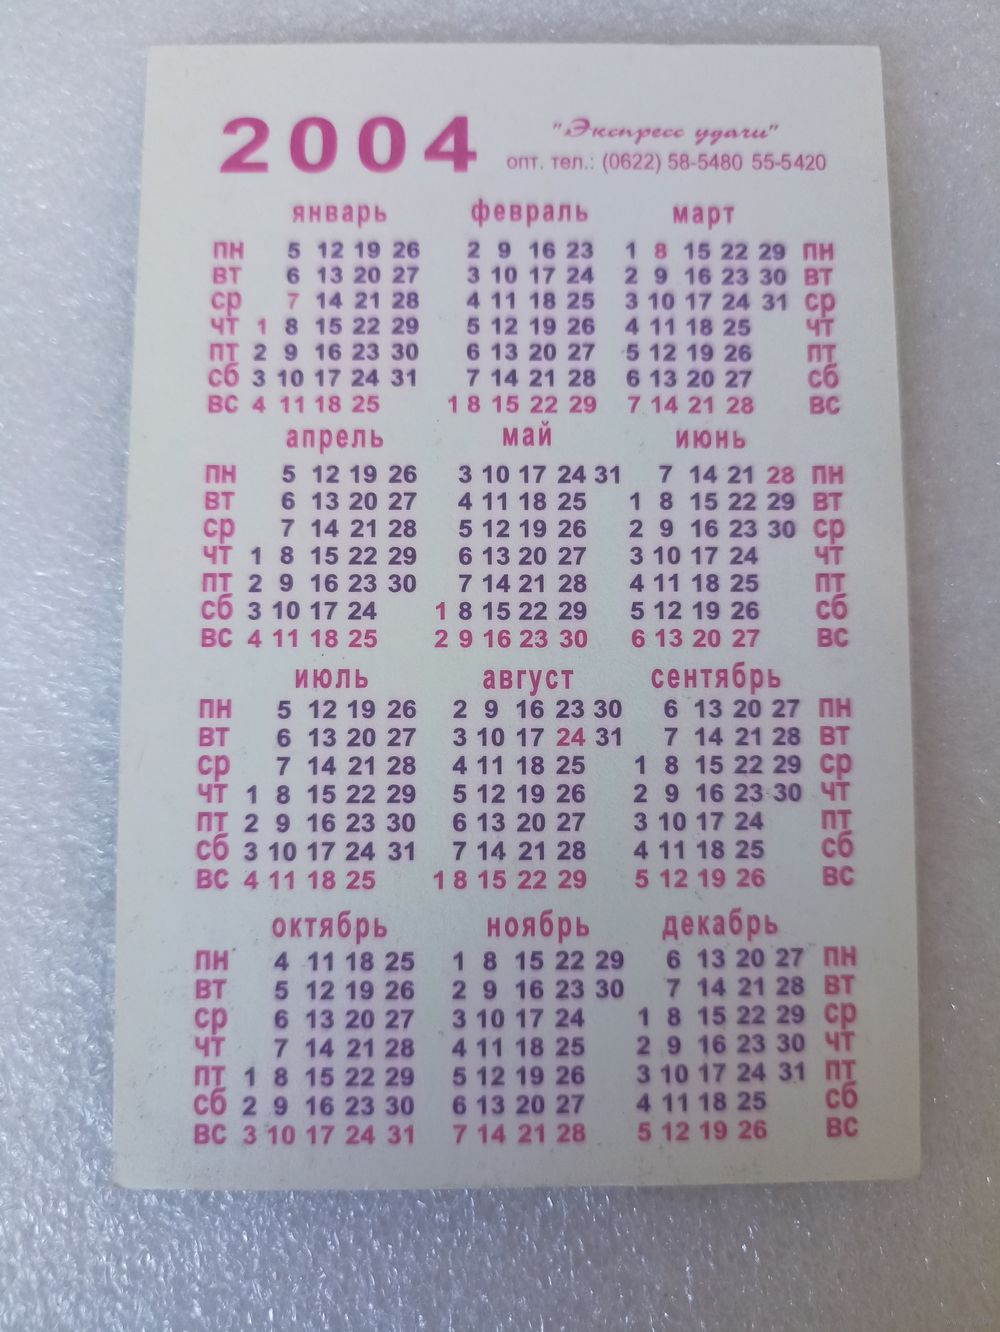 2004 "Экспресс удачи"
опт. тел.: (0622) 58-5480 55-5420
январь февраль март
ПН 5 12 19 26 2 9 16 23 1 8 15 22 29 ПН
ВТ 6 13 20 27 3 10 17 24 2 9 16 23 30 ВТ
СР 7 14 21 28 4 11 18 25 3 10 17 24 31 СР
ЧТ 1 8 15 22 29 5 12 19 26 4 11 18 25 ЧТ
ПТ 2 9 16 23 30 6 13 20 27 5 12 19 26 ПТ
СБ 3 10 17 24 31 7 14 21 28 6 13 20 27 СБ
ВС 4 11 18 25 1 8 15 22 29 7 14 21 28 ВС
апрель май июнь
ПН 5 12 19 26 3 10 17 24 31 7 14 21 28 ПН
ВТ 6 13 20 27 4 11 18 25 1 8 15 22 29 ВТ
СР 7 14 21 28 5 12 19 26 2 9 16 23 30 СР
ЧТ 1 8 15 22 29 6 13 20 27 3 10 17 24 ЧТ
ПТ 2 9 16 23 30 7 14 21 28 4 11 18 25 ПТ
СБ 3 10 17 24 1 8 15 22 29 5 12 19 26 СБ
ВС 4 11 18 25 2 9 16 23 30 6 13 20 27 ВС
июль август сентябрь
ПН 5 12 19 26 2 9 16 23 30 6 13 20 27 ПН
ВТ 6 13 20 27 3 10 17 24 31 7 14 21 28 ВТ
СР 7 14 21 28 4 11 18 25 1 8 15 22 29 СР
ЧТ 1 8 15 22 29 5 12 19 26 2 9 16 23 30 ЧТ
ПТ 2 9 16 23 30 6 13 20 27 3 10 17 24 ПТ
СБ 3 10 17 24 31 7 14 21 28 4 11 18 25 СБ
ВС 4 11 18 25 1 8 15 22 29 5 12 19 26 ВС
октябрь ноябрь декабрь
ПН 4 11 18 25 1 8 15 22 29 6 13 20 27 ПН
ВТ 5 12 19 26 2 9 16 23 30 7 14 21 28 ВТ
СР 6 13 20 27 3 10 17 24 1 8 15 22 29 СР
ЧТ 7 14 21 28 4 11 18 25 2 9 16 23 30 ЧТ
ПТ 1 8 15 22 29 5 12 19 26 3 10 17 24 31 ПТ
СБ 2 9 16 23 30 6 13 20 27 4 11 18 25 СБ
ВС 3 10 17 24 31 7 14 21 28 5 12 19 26 ВС